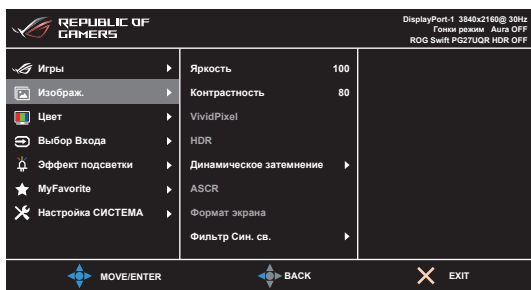 REPUBLIC OF
GAMERS
DisplayPort-1 3840x2160@ 30Hz
Гонки режим Aura OFF
ROG Swift PG27UQR HDR OFF
Игры
Изображ.
Цвет
Выбор Входа
Эффект подсветки
MyFavorite
Настройка СИСТЕМА
Яркость 100
Контрастность 80
VividPixel
HDR
Динамическое затемнение
ASCR
Формат экрана
Фильтр Син. св.
MOVE/ENTER
BACK
EXIT